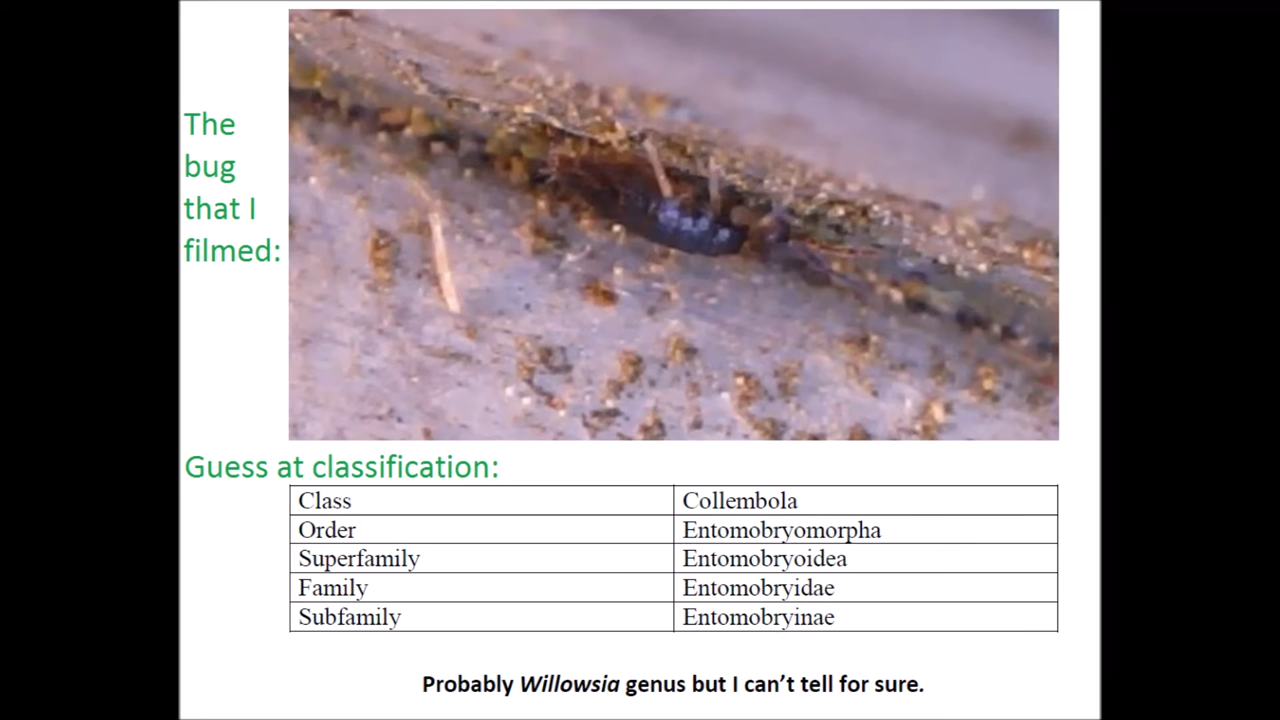 The
bug
that I
filmed:
Guess at classification:
Class Collembola
Order Entomobryomorpha
Superfamily Entomobryoidea
Family Entomobryidae
Subfamily Entomobryinae
Probably Willowsia genus but I can't tell for sure.